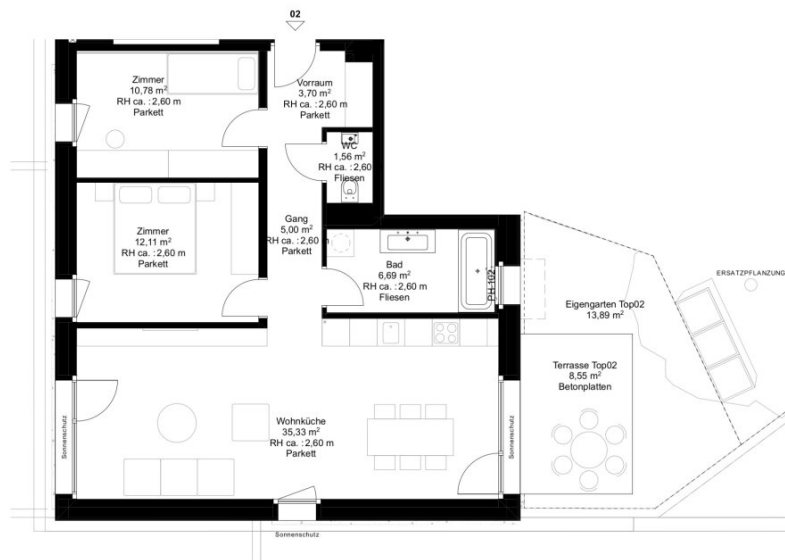 02
Zimmer
10,78 m²
RH ca. :2,60 m
Parkett
Vorraum
3,70 m²
RH ca. :2,60 m
Parkett
WC
1,56 m²
RH ca. :2,60
Fliesen
Zimmer
12,11 m²
RH ca. :2,60 m
Parkett
Gang
5,00 m²
RH ca. :2,60 m
Parkett
Bad
6,69 m²
RH ca. :2,60 m
Fliesen
PH 102
ERSATZPFLANZUNG
Eigengarten Top02
13,89 m²
Terrasse Top02
8,55 m²
Betonplatten
Wohnküche
35,33 m²
RH ca. :2,60 m
Parkett
Sonnenschutz
Sonnenschutz
Sonnenschutz